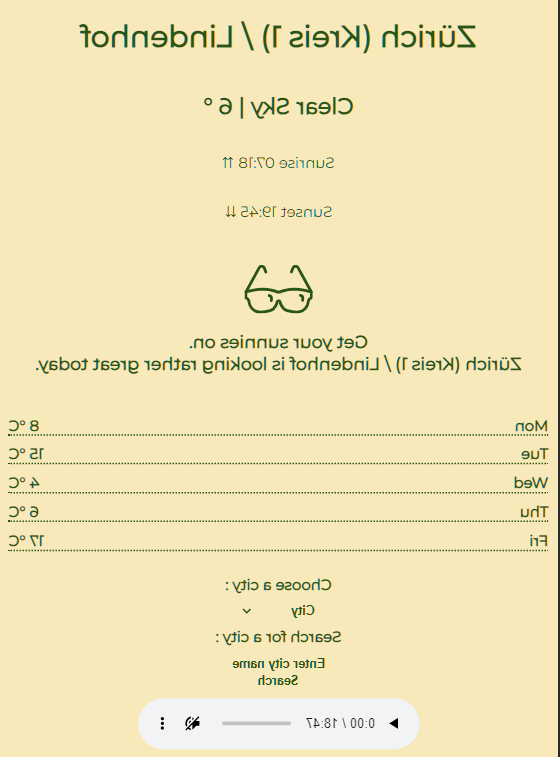 Zürich (Kreis 1) / Lindenhof
Clear Sky | 6 °
Sunrise 07:18 ⇈
Sunset 19:45 ⇊
Get your sunnies on.
Zürich (Kreis 1) / Lindenhof is looking rather great today.
Mon 8 °C
Tue 15 °C
Wed 4 °C
Thu 6 °C
Fri 17 °C
Choose a city :
City
Search for a city :
Enter city name
Search
0:00 / 18:47